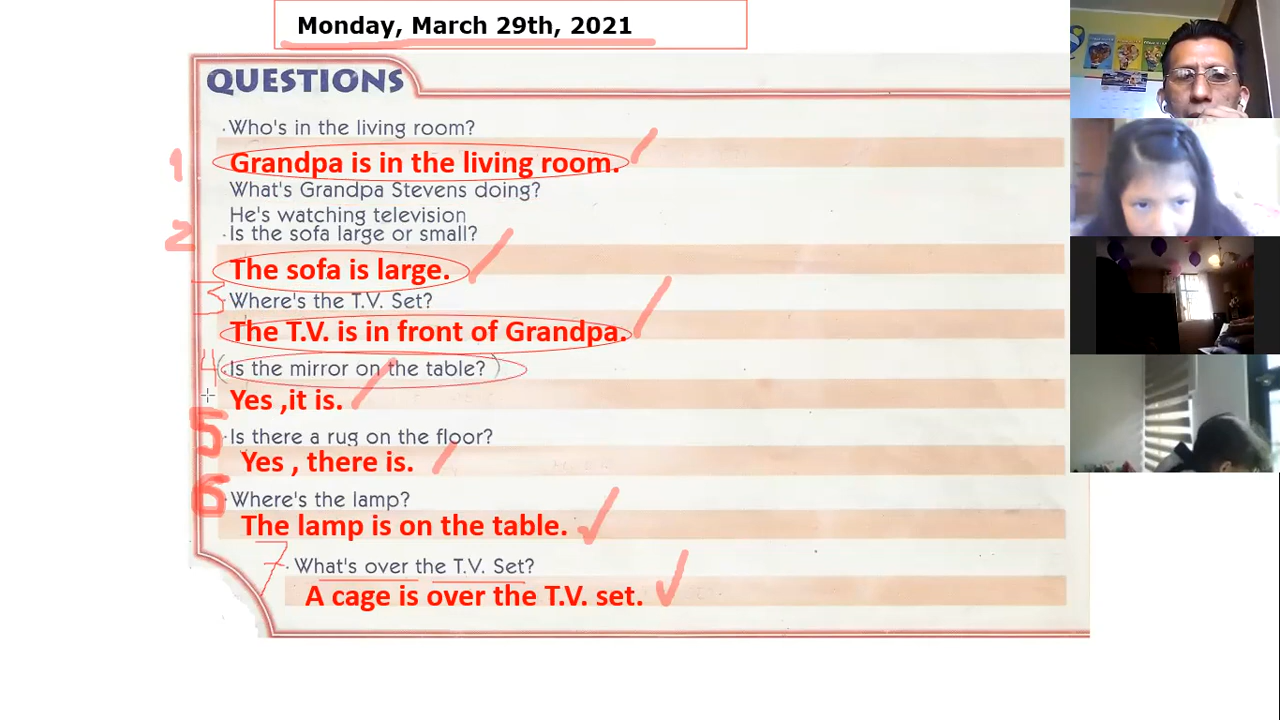 Monday, March 29th, 2021
QUESTIONS
· Who's in the living room?
1 Grandpa is in the living room.
What's Grandpa Stevens doing?
He's watching television
2 · Is the sofa large or small?
The sofa is large.
3 · Where's the T.V. Set?
The T.V. is in front of Grandpa.
4 (Is the mirror on the table?)
Yes ,it is.
5 · Is there a rug on the floor?
Yes , there is.
6 · Where's the lamp?
The lamp is on the table.
7 · What's over the T.V. Set?
A cage is over the T.V. set.